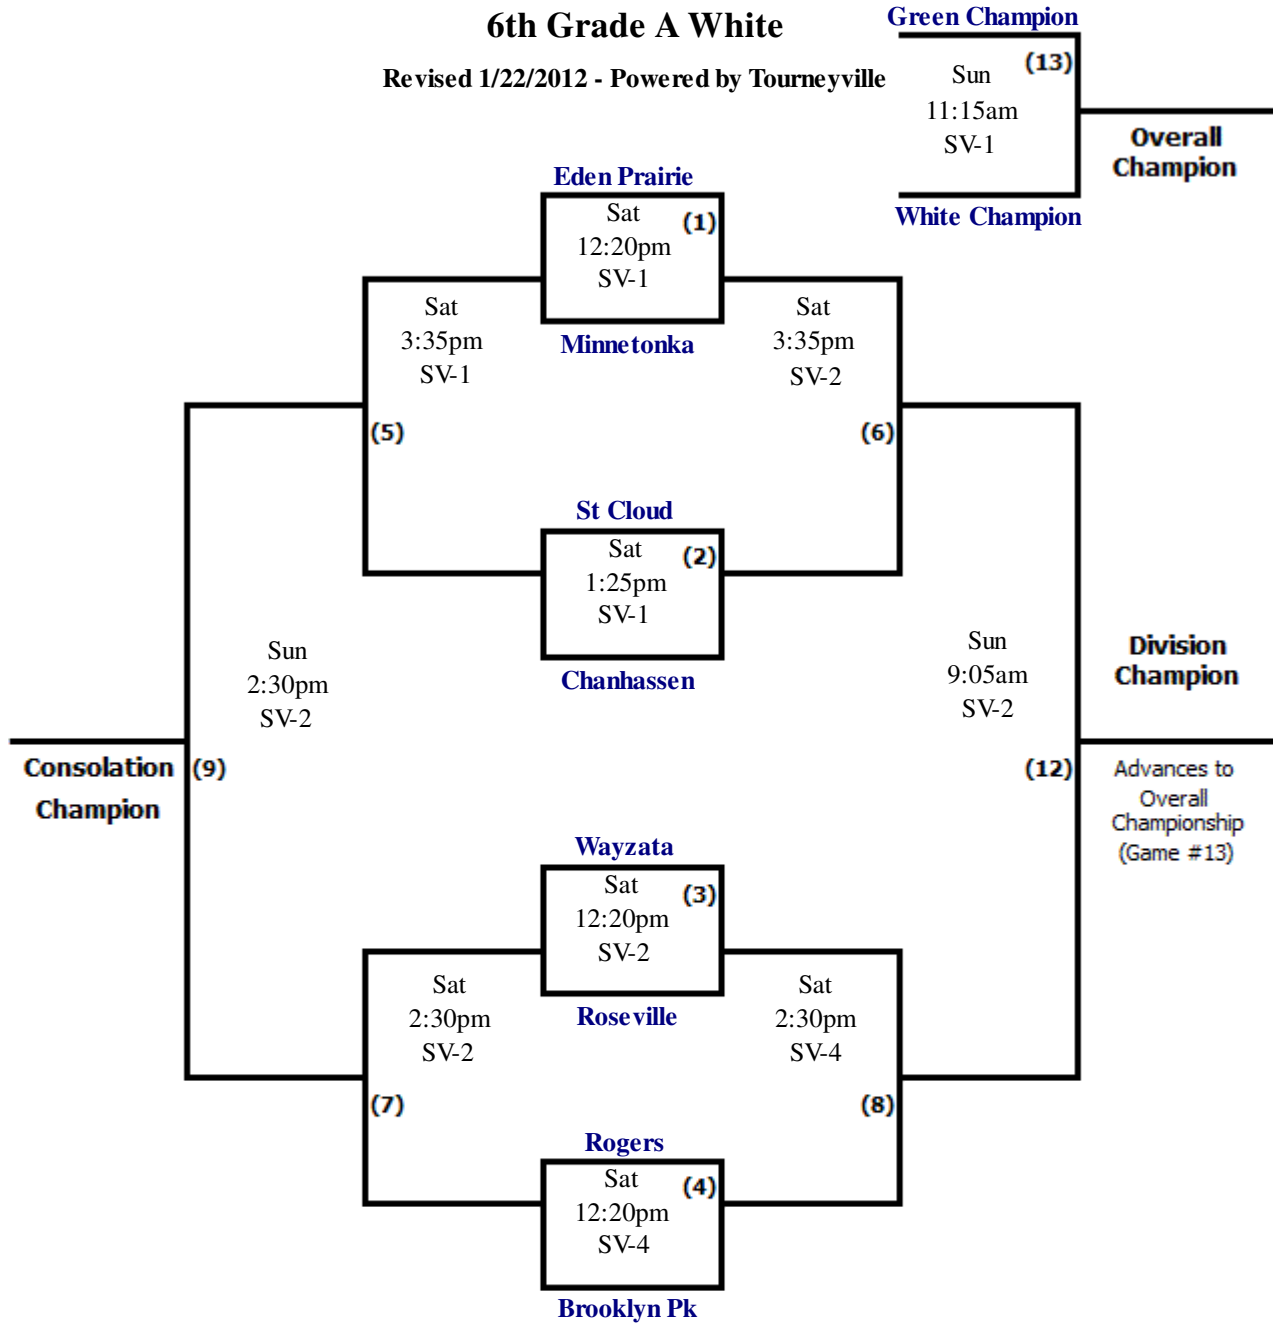 6th Grade A White
Revised 1/22/2012 - Powered by Tourneyville
Green Champion
(13)
Sun
11:15am
SV-1
Overall
Champion
White Champion
Eden Prairie
Sat
(1)
12:20pm
SV-1
Minnetonka
Sat
3:35pm
SV-1
(5)
Sat
3:35pm
SV-2
(6)
St Cloud
Sat
(2)
1:25pm
SV-1
Chanhassen
Sun
2:30pm
SV-2
Consolation
Champion
(9)
Sun
9:05am
SV-2
(12)
Division
Champion
Advances to
Overall
Championship
(Game #13)
Wayzata
Sat
(3)
12:20pm
SV-2
Roseville
Sat
2:30pm
SV-2
(7)
Sat
2:30pm
SV-4
(8)
Rogers
Sat
(4)
12:20pm
SV-4
Brooklyn Pk